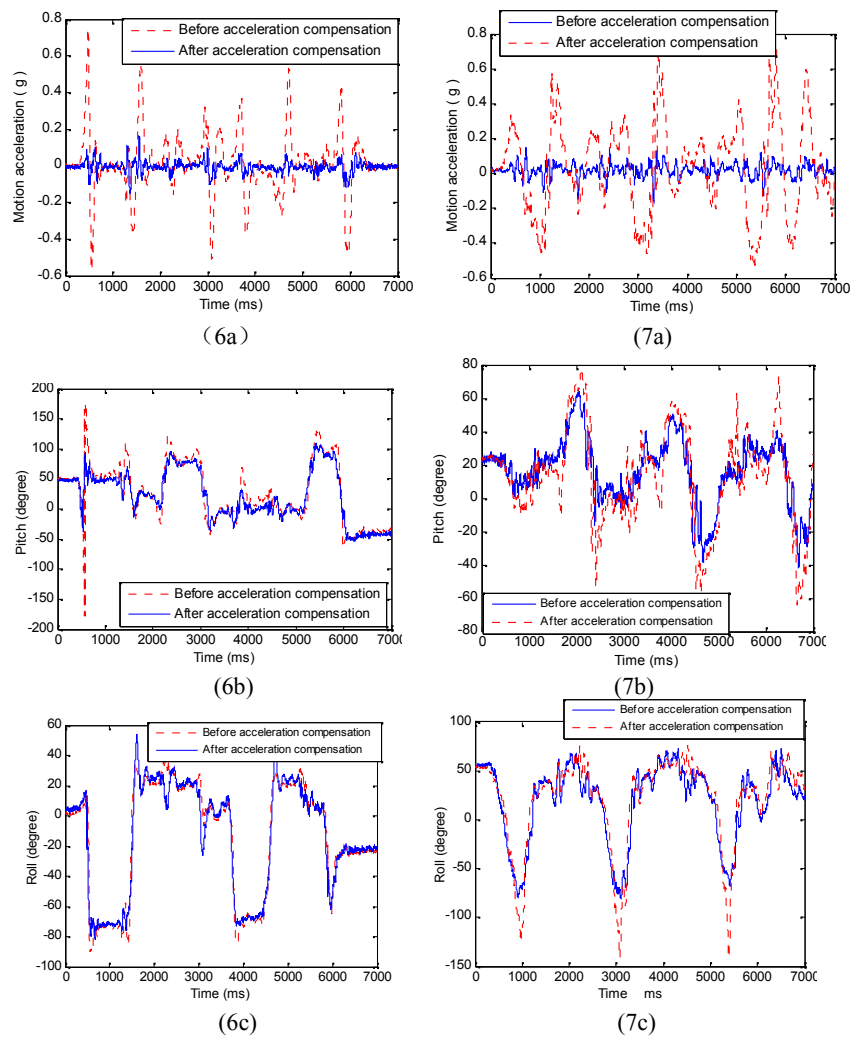 Before acceleration compensation
After acceleration compensation
Motion acceleration ( g )
0.8
0.6
0.4
0.2
0
-0.2
-0.4
-0.6
0 1000 2000 3000 4000 5000 6000 7000
Time (ms)
（6a）
Before acceleration compensation
After acceleration compensation
Motion acceleration ( g )
0.8
0.6
0.4
0.2
0
-0.2
-0.4
-0.6
1000 2000 3000 4000 5000 6000 7000
Time (ms)
(7a)
Pitch (degree)
200
150
100
50
0
-50
-100
-150
-200
Before acceleration compensation
After acceleration compensation
0 1000 2000 3000 4000 5000 6000 7000
Time (ms)
(6b)
Pitch (degree)
80
60
40
20
0
-20
-40
-60
-80
Before acceleration compensation
After acceleration compensation
0 1000 2000 3000 4000 5000 6000 7000
Time (ms)
(7b)
Before acceleration compensation
After acceleration compensation
Roll (degree)
60
40
20
0
-20
-40
-60
-80
-100
0 1000 2000 3000 4000 5000 6000 7000
Time (ms)
(6c)
Before acceleration compensation
After acceleration compensation
Roll (degree)
100
50
0
-50
-100
-150
0 1000 2000 3000 4000 5000 6000 7000
Time ms
(7c)